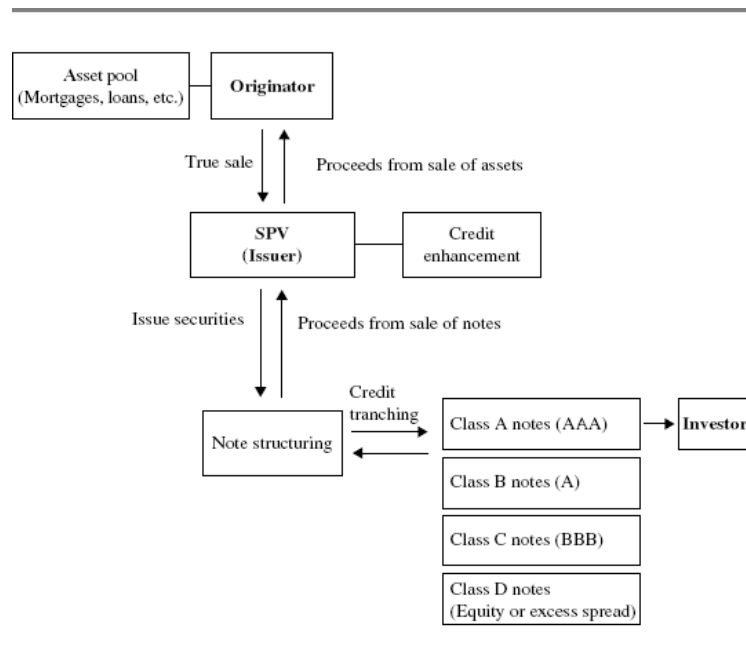 Asset pool
(Mortgages, loans, etc.)
Originator
True sale
Proceeds from sale of assets
SPV
(Issuer)
Credit
enhancement
Issue securities
Proceeds from sale of notes
Credit
tranching
Note structuring
Class A notes (AAA)
Investor
Class B notes (A)
Class C notes (BBB)
Class D notes
(Equity or excess spread)